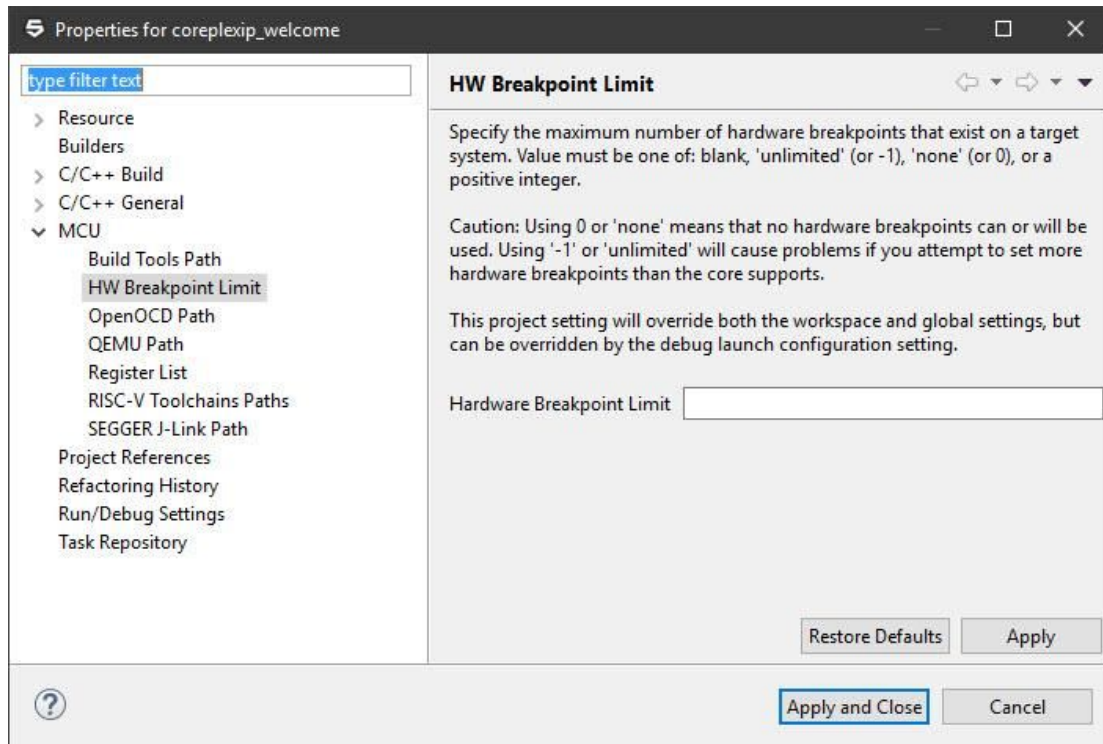 Properties for coreplexip_welcome
type filter text
Resource
Builders
C/C++ Build
C/C++ General
MCU
Build Tools Path
HW Breakpoint Limit
OpenOCD Path
QEMU Path
Register List
RISC-V Toolchains Paths
SEGGER J-Link Path
Project References
Refactoring History
Run/Debug Settings
Task Repository
HW Breakpoint Limit
Specify the maximum number of hardware breakpoints that exist on a target
system. Value must be one of: blank, 'unlimited' (or -1), 'none' (or 0), or a
positive integer.
Caution: Using 0 or 'none' means that no hardware breakpoints can or will be
used. Using '-1' or 'unlimited' will cause problems if you attempt to set more
hardware breakpoints than the core supports.
This project setting will override both the workspace and global settings, but
can be overridden by the debug launch configuration setting.
Hardware Breakpoint Limit
Restore Defaults
Apply
Apply and Close
Cancel